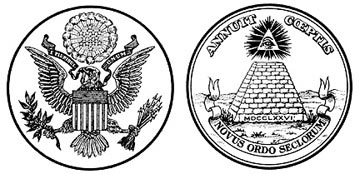 ANNUIT CŒPTIS
MDCCLXXVI
NOVUS ORDO SECLORUM